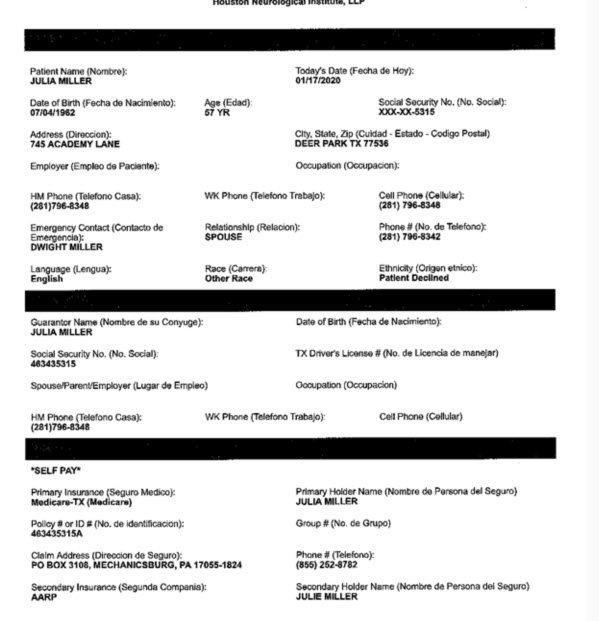 Houston Neurological Institute, LLP
Patient Name (Nombre): Today's Date (Fecha de Hoy):
JULIA MILLER 01/17/2020
Date of Birth (Fecha de Nacimiento): Age (Edad): Social Security No. (No. Social):
07/04/1962 57 YR XXX-XX-5315
Address (Direccion): City, State, Zip (Cuidad - Estado - Codigo Postal)
745 ACADEMY LANE DEER PARK TX 77536
Employer (Empleo de Paciente): Occupation (Occupacion):
HM Phone (Telefono Casa): WK Phone (Telefono Trabajo): Cell Phone (Cellular):
(281)796-8348 (281) 796-8348
Emergency Contact (Contacto de Relationship (Relacion): Phone # (No. de Telefono):
Emergencia): SPOUSE (281) 796-8342
DWIGHT MILLER
Language (Lengua): Race (Carrera): Ethnicity (Origen etnico):
English Other Race Patient Declined
Guarantor Name (Nombre de su Conyuge): Date of Birth (Fecha de Nacimiento):
JULIA MILLER
Social Security No. (No. Social): TX Driver's License # (No. de Licencia de manejar)
463435315
Spouse/Parent/Employer (Lugar de Empleo) Occupation (Occupacion)
HM Phone (Telefono Casa): WK Phone (Telefono Trabajo): Cell Phone (Cellular)
(281)796-8348
*SELF PAY*
Primary Insurance (Seguro Medico): Primary Holder Name (Nombre de Persona del Seguro)
Medicare-TX (Medicare) JULIA MILLER
Policy # or ID # (No. de identificacion): Group # (No. de Grupo)
463435315A
Claim Address (Direccion de Seguro): Phone # (Telefono):
PO BOX 3108, MECHANICSBURG, PA 17055-1824 (855) 252-8782
Secondary Insurance (Segunda Compania): Secondary Holder Name (Nombre de Persona del Seguro)
AARP JULIE MILLER